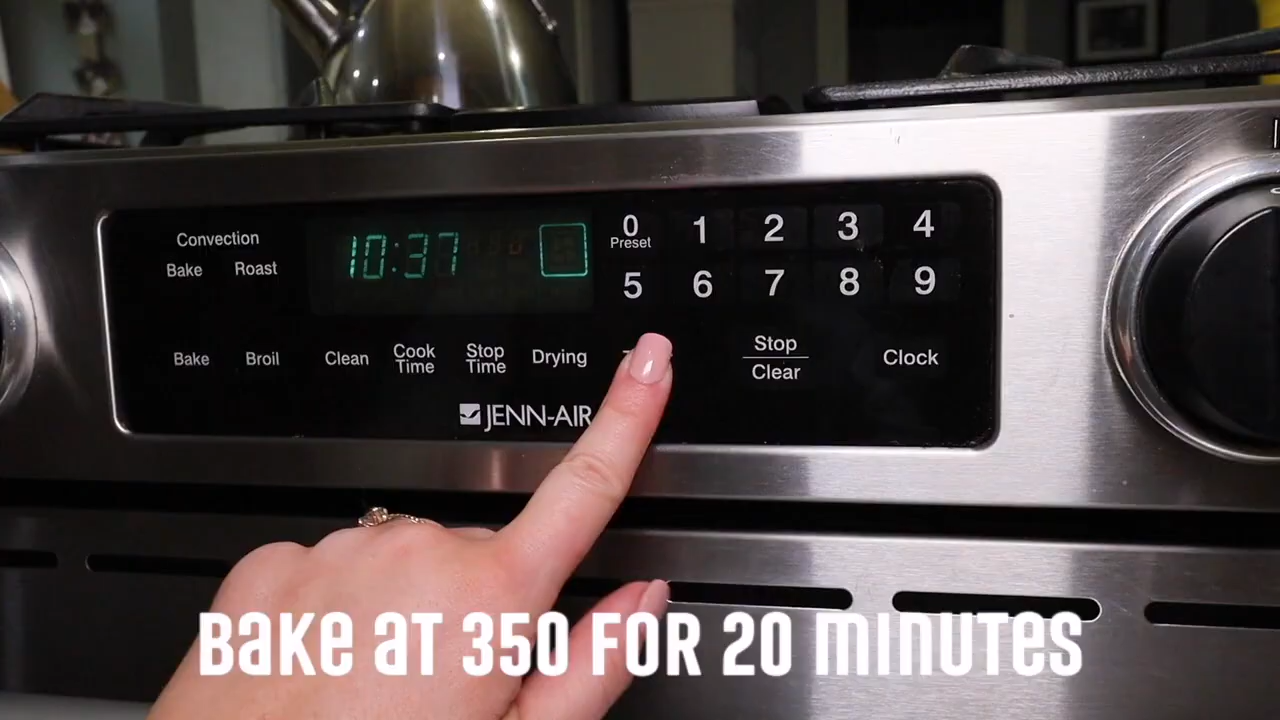 Convection
Bake Roast
10:37
0 1 2 3 4
Preset
5 6 7 8 9
Bake Broil Clean Cook Time Stop Time Drying
Stop
Clear
Clock
JENN-AIR
Bake at 350 for 20 minutes